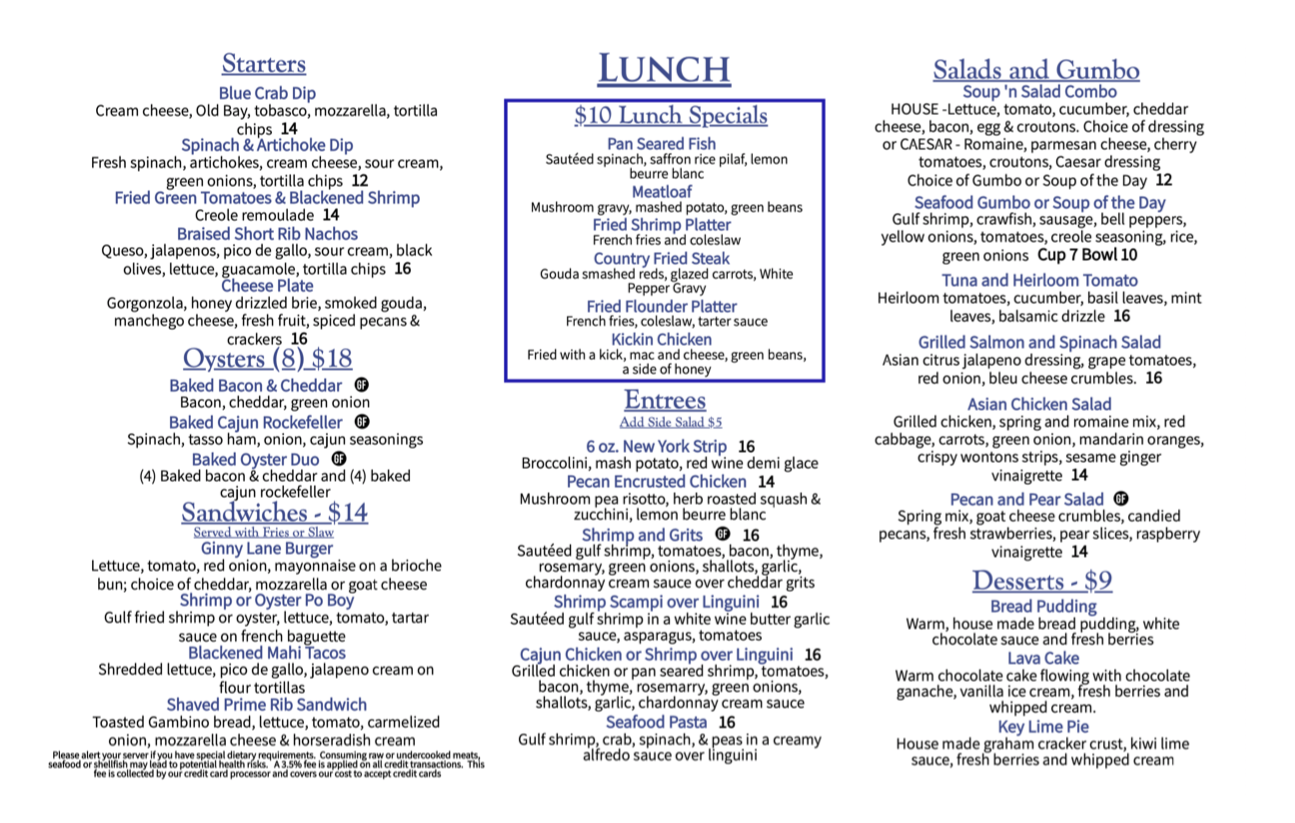 Starters
Blue Crab Dip
Cream cheese, Old Bay, tobasco, mozzarella, tortilla
chips 14
Spinach & Artichoke Dip
Fresh spinach, artichokes, cream cheese, sour cream,
green onions, tortilla chips 12
Fried Green Tomatoes & Blackened Shrimp
Creole remoulade 14
Braised Short Rib Nachos
Queso, jalapenos, pico de gallo, sour cream, black
olives, lettuce, guacamole, tortilla chips 16
Cheese Plate
Gorgonzola, honey drizzled brie, smoked gouda,
manchego cheese, fresh fruit, spiced pecans &
crackers 16
Oysters (8) $18
Baked Bacon & Cheddar GF
Bacon, cheddar, green onion
Baked Cajun Rockefeller GF
Spinach, tasso ham, onion, cajun seasonings
Baked Oyster Duo GF
(4) Baked bacon & cheddar and (4) baked
cajun rockefeller
Sandwiches - $14
Served with Fries or Slaw
Ginny Lane Burger
Lettuce, tomato, red onion, mayonnaise on a brioche
bun; choice of cheddar, mozzarella or goat cheese
Shrimp or Oyster Po Boy
Gulf fried shrimp or oyster, lettuce, tomato, tartar
sauce on french baguette
Blackened Mahi Tacos
Shredded lettuce, pico de gallo, jalapeno cream on
flour tortillas
Shaved Prime Rib Sandwich
Toasted Gambino bread, lettuce, tomato, carmelized
onion, mozzarella cheese & horseradish cream
Please alert your server if you have special dietary requirements. Consuming raw or undercooked meats,
seafood or shellfish may lead to potential health risks. A 3.5% fee is applied on all credit transactions. This
fee is collected by our credit card processor and covers our cost to accept credit cards
LUNCH
$10 Lunch Specials
Pan Seared Fish
Sautéed spinach, saffron rice pilaf, lemon
beurre blanc
Meatloaf
Mushroom gravy, mashed potato, green beans
Fried Shrimp Platter
French fries and coleslaw
Country Fried Steak
Gouda smashed reds, glazed carrots, White
Pepper Gravy
Fried Flounder Platter
French fries, coleslaw, tarter sauce
Kickin Chicken
Fried with a kick, mac and cheese, green beans,
a side of honey
Entrees
Add Side Salad $5
6 oz. New York Strip 16
Broccolini, mash potato, red wine demi glace
Pecan Encrusted Chicken 14
Mushroom pea risotto, herb roasted squash &
zucchini, lemon beurre blanc
Shrimp and Grits GF 16
Sautéed gulf shrimp, tomatoes, bacon, thyme,
rosemary, green onions, shallots, garlic,
chardonnay cream sauce over cheddar grits
Shrimp Scampi over Linguini 16
Sautéed gulf shrimp in a white wine butter garlic
sauce, asparagus, tomatoes
Cajun Chicken or Shrimp over Linguini 16
Grilled chicken or pan seared shrimp, tomatoes,
bacon, thyme, rosemarry, green onions,
shallots, garlic, chardonnay cream sauce
Seafood Pasta 16
Gulf shrimp, crab, spinach, & peas in a creamy
alfredo sauce over linguini
Salads and Gumbo
Soup 'n Salad Combo
HOUSE -Lettuce, tomato, cucumber, cheddar
cheese, bacon, egg & croutons. Choice of dressing
or CAESAR - Romaine, parmesan cheese, cherry
tomatoes, croutons, Caesar dressing
Choice of Gumbo or Soup of the Day 12
Seafood Gumbo or Soup of the Day
Gulf shrimp, crawfish, sausage, bell peppers,
yellow onions, tomatoes, creole seasoning, rice,
green onions Cup 7 Bowl 10
Tuna and Heirloom Tomato
Heirloom tomatoes, cucumber, basil leaves, mint
leaves, balsamic drizzle 16
Grilled Salmon and Spinach Salad
Asian citrus jalapeno dressing, grape tomatoes,
red onion, bleu cheese crumbles. 16
Asian Chicken Salad
Grilled chicken, spring and romaine mix, red
cabbage, carrots, green onion, mandarin oranges,
crispy wontons strips, sesame ginger
vinaigrette 14
Pecan and Pear Salad GF
Spring mix, goat cheese crumbles, candied
pecans, fresh strawberries, pear slices, raspberry
vinaigrette 14
Desserts - $9
Bread Pudding
Warm, house made bread pudding, white
chocolate sauce and fresh berries
Lava Cake
Warm chocolate cake flowing with chocolate
ganache, vanilla ice cream, fresh berries and
whipped cream.
Key Lime Pie
House made graham cracker crust, kiwi lime
sauce, fresh berries and whipped cream